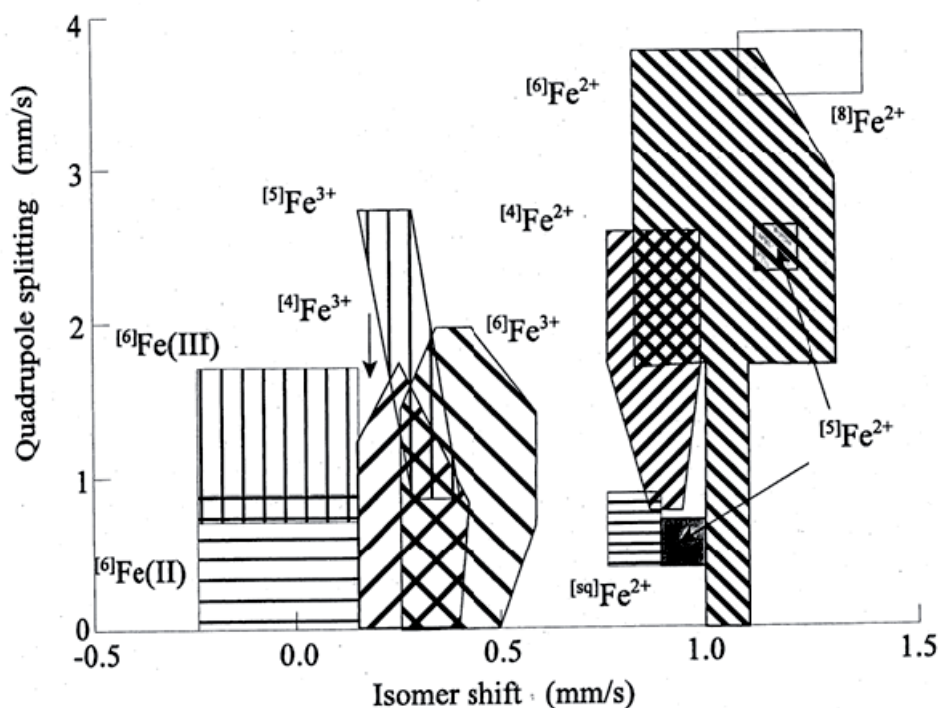 4
3
2
1
0
Quadrupole splitting (mm/s)
-0.5
0.0
0.5
1.0
1.5
Isomer shift (mm/s)
[6]Fe2+
[8]Fe2+
[5]Fe3+
[4]Fe2+
[4]Fe3+
[6]Fe3+
[6]Fe(III)
[5]Fe2+
[6]Fe(II)
[sq]Fe2+